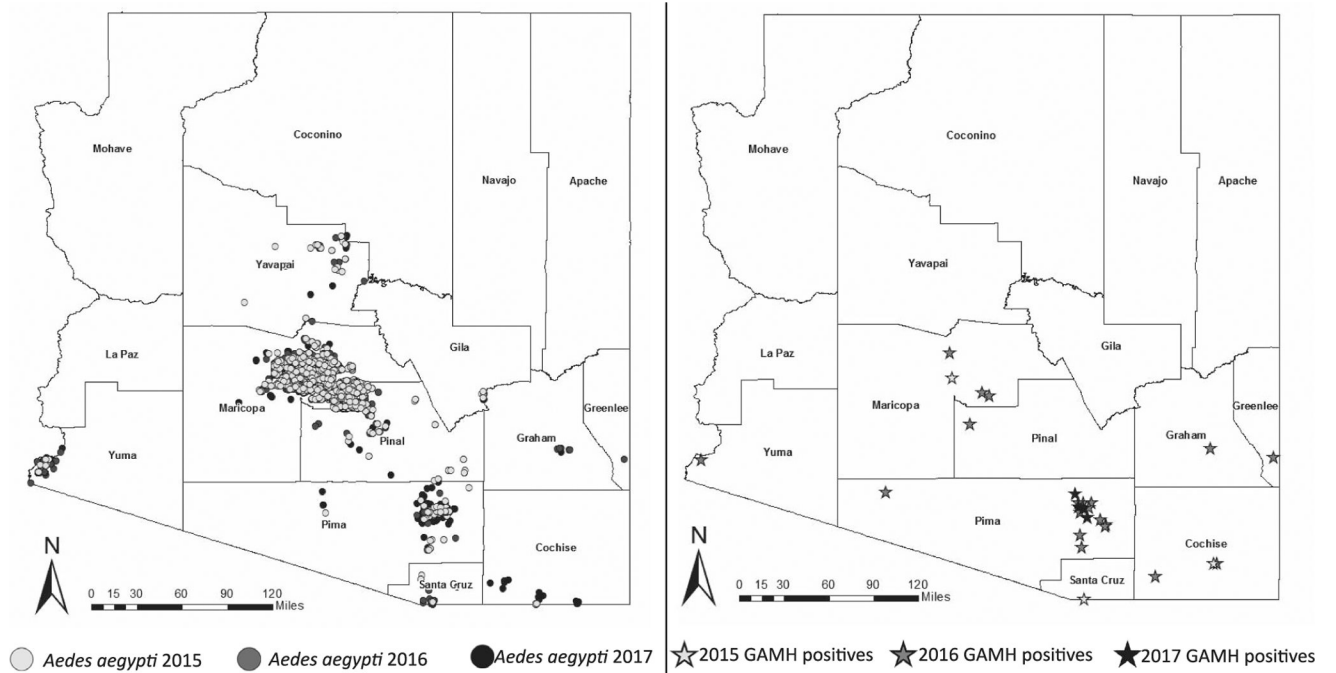 Mohave
Coconino
Navajo
Apache
Yavapai
La Paz
Gila
Maricopa
Greenlee
Graham
Yuma
Pinal
Pima
Cochise
Santa Cruz
N
0 15 30 60 90 120
Miles
Aedes aegypti 2015 Aedes aegypti 2016 Aedes aegypti 2017
Mohave
Coconino
Navajo
Apache
Yavapai
La Paz
Gila
Maricopa
Greenlee
Graham
Yuma
Pinal
Pima
Cochise
Santa Cruz
N
0 15 30 60 90 120
Miles
2015 GAMH positives 2016 GAMH positives 2017 GAMH positives